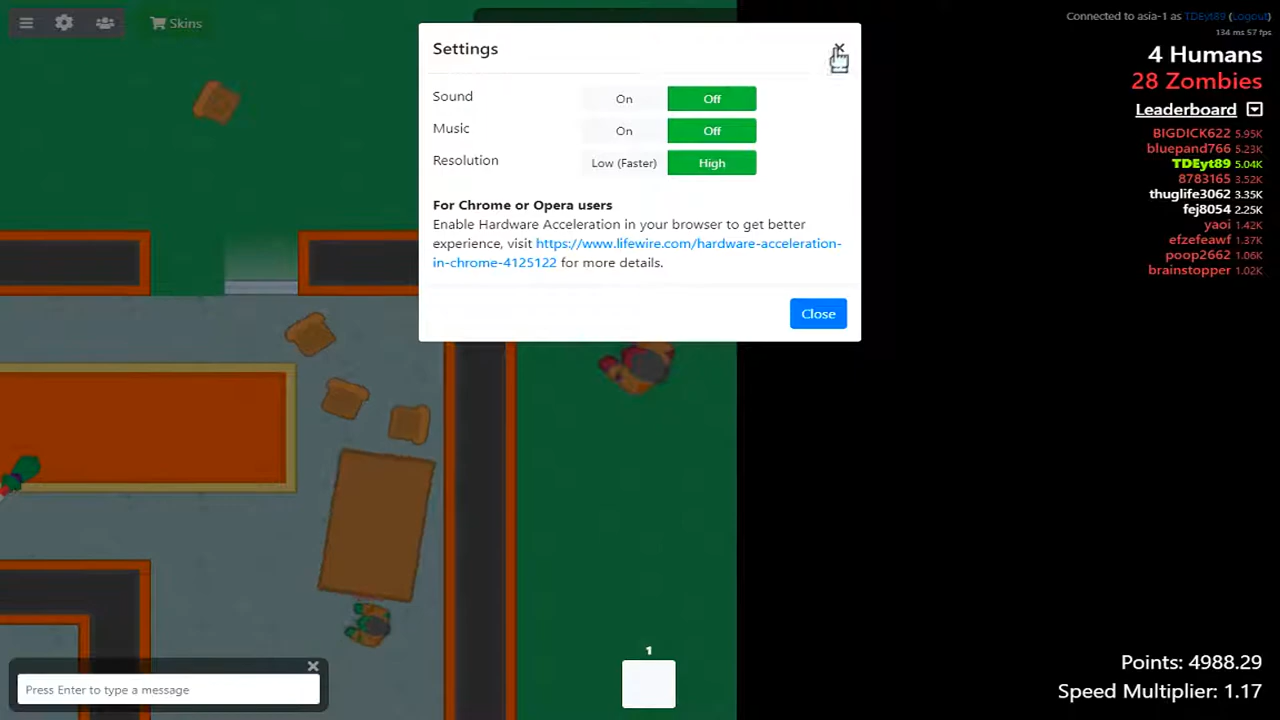 Skins
Settings
Sound On Off
Music On Off
Resolution Low (Faster) High
For Chrome or Opera users
Enable Hardware Acceleration in your browser to get better
experience, visit https://www.lifewire.com/hardware-acceleration-
in-chrome-4125122 for more details.
Close
Connected to asia-1 as TDEyt89 (Logout)
134 ms 57 fps
4 Humans
28 Zombies
Leaderboard
BIGDICK622 5.95K
bluepand766 5.23K
TDEyt89 5.04K
8783165 3.52K
thuglife3062 3.35K
fej8054 2.25K
yaoi 1.42K
efzefeawf 1.37K
poop2662 1.06K
brainstopper 1.02K
Press Enter to type a message
1
Points: 4988.29
Speed Multiplier: 1.17